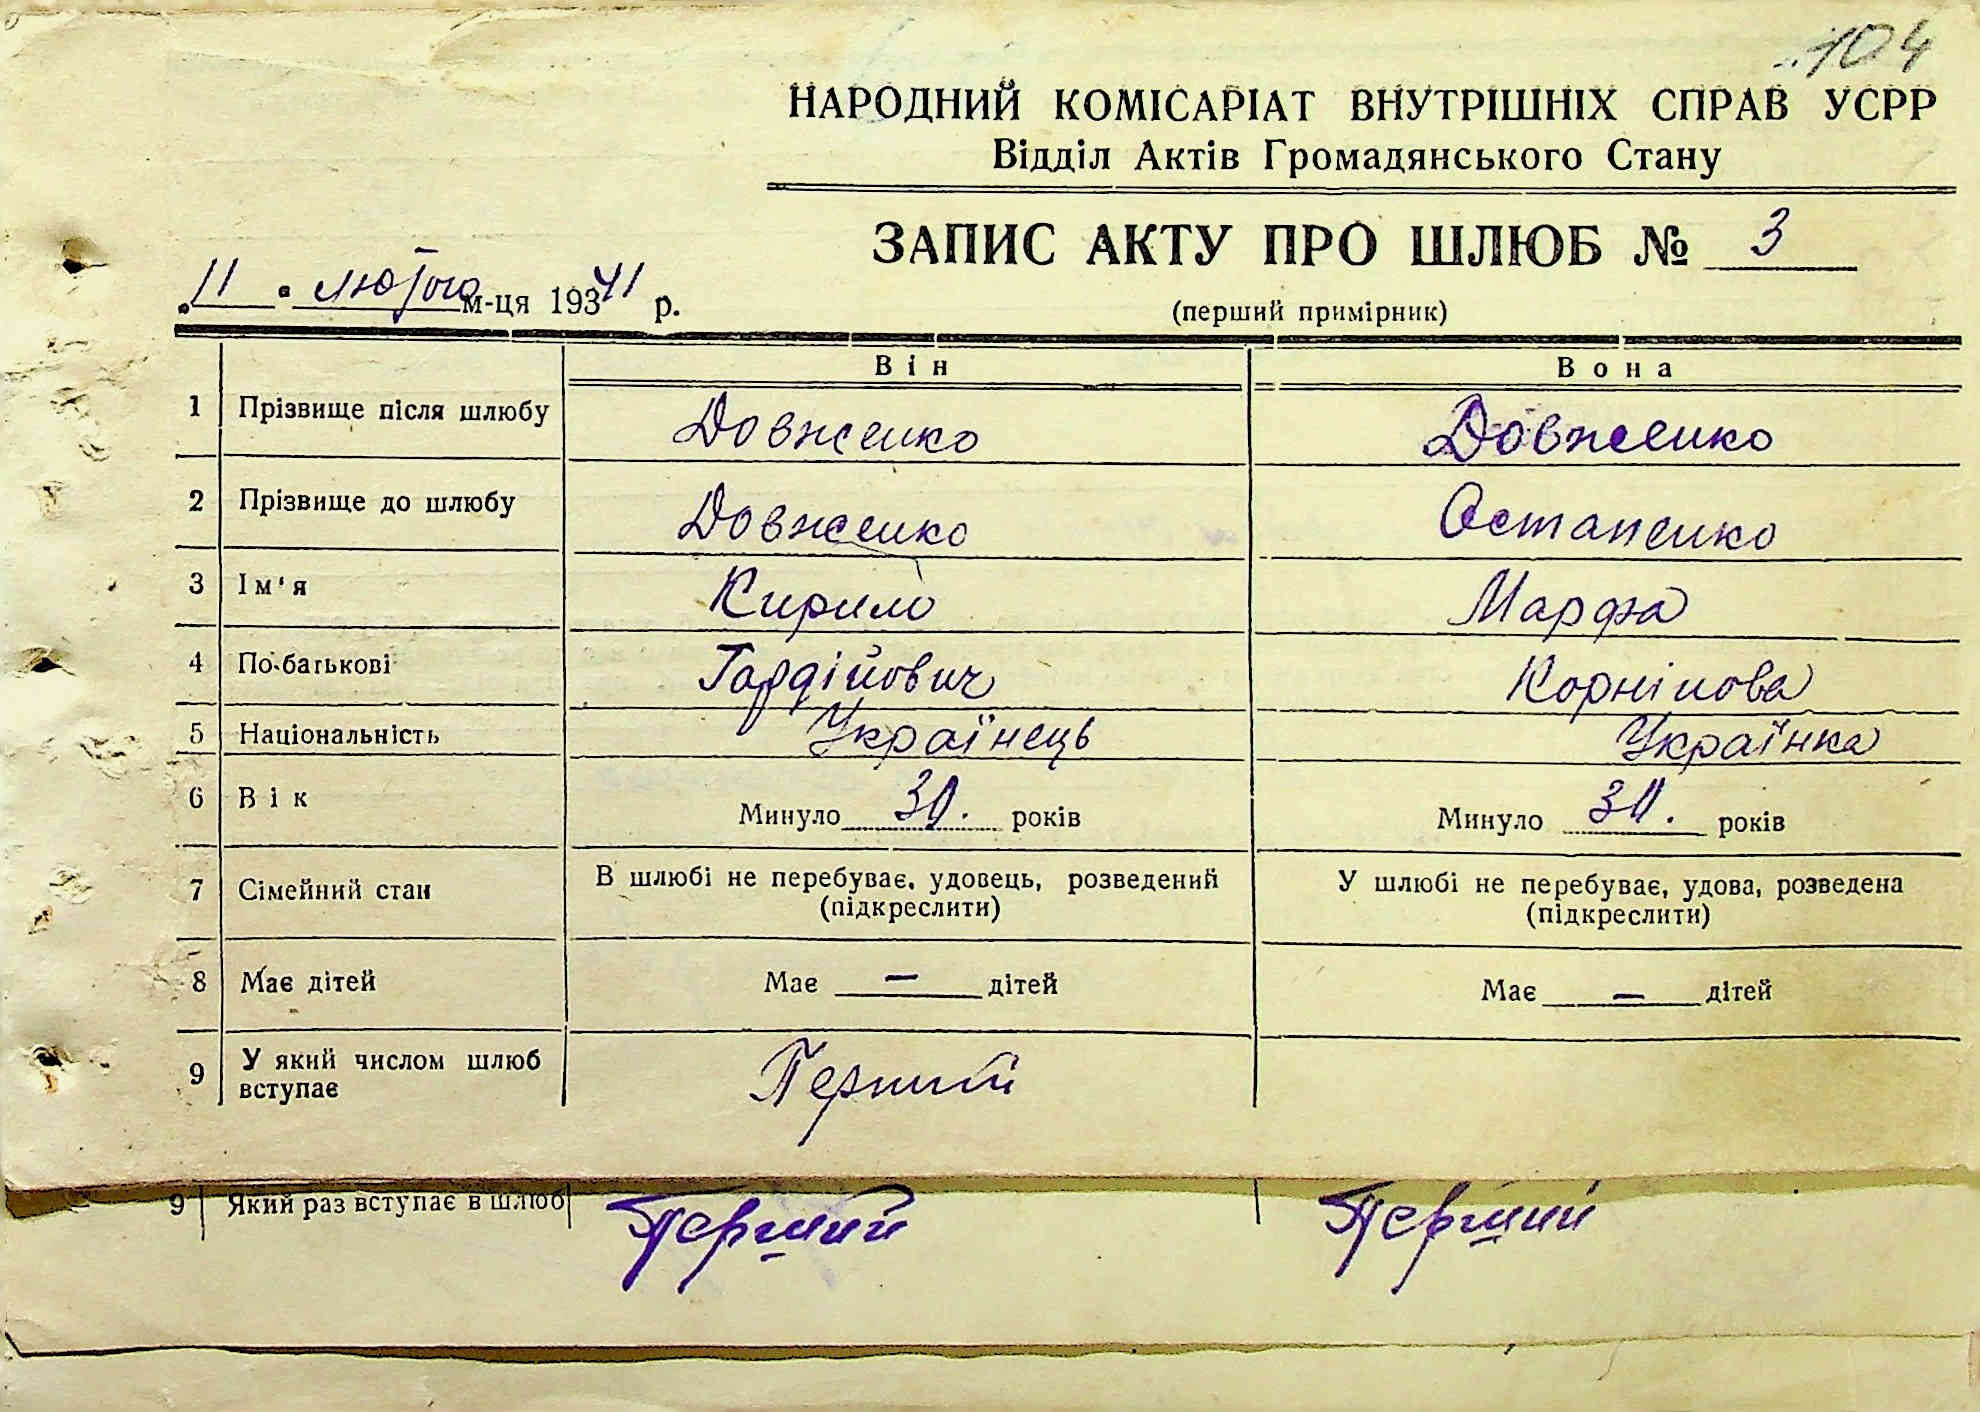 104
НАРОДНИЙ КОМІСАРІАТ ВНУТРІШНІХ СПРАВ УСРР
Відділ Актів Громадянського Стану
ЗАПИС АКТУ ПРО ШЛЮБ № 3
(перший примірник)
„11“ лютого м-ця 1941 р.
Він Вона
1 Прізвище після шлюбу Довженко Довженко
2 Прізвище до шлюбу Довженко Остапенко
3 Ім'я Кирило Марфа
4 По-батькові Гордійович Корніївна
5 Національність Українець Українка
6 Вік Минуло 30. років Минуло 30. років
7 Сімейний стан В шлюбі не перебуває, удовець, розведений У шлюбі не перебуває, удова, розведена
(підкреслити) (підкреслити)
8 Має дітей Має — дітей Має — дітей
9 У який числом шлюб Перший
вступає
9 Який раз вступає в шлюб Перший Перший